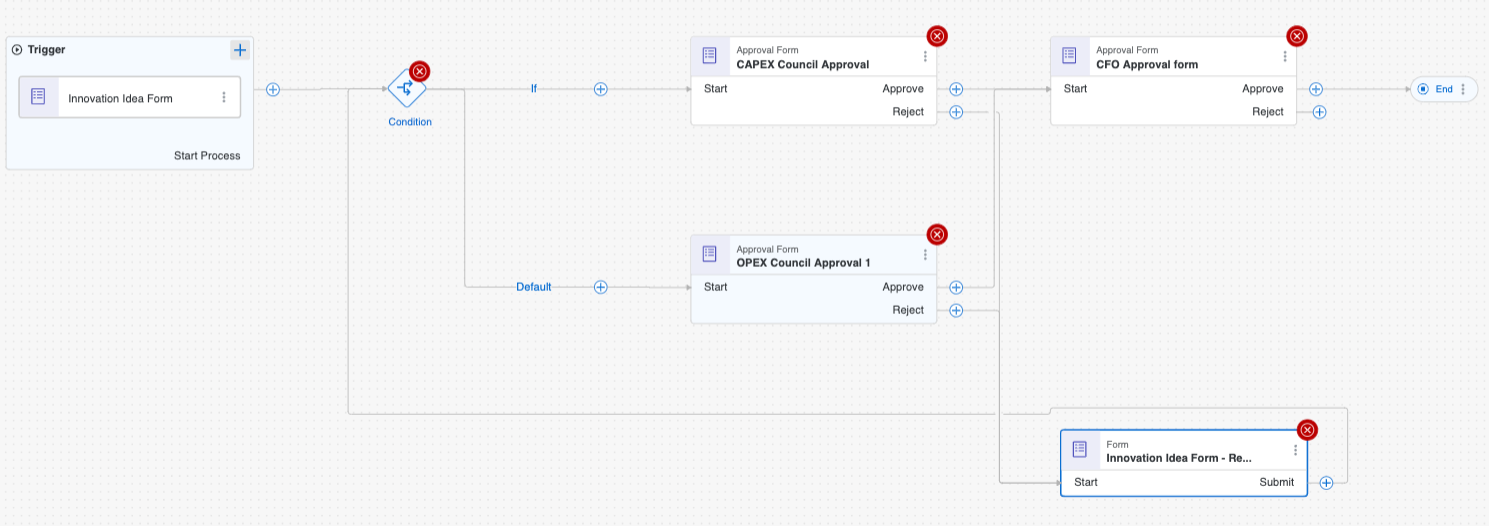 Trigger
Innovation Idea Form
Start Process
Condition
If
Default
Approval Form
CAPEX Council Approval
Start
Approve
Reject
Approval Form
OPEX Council Approval 1
Start
Approve
Reject
Approval Form
CFO Approval form
Start
Approve
Reject
End
Form
Innovation Idea Form - Re...
Start
Submit